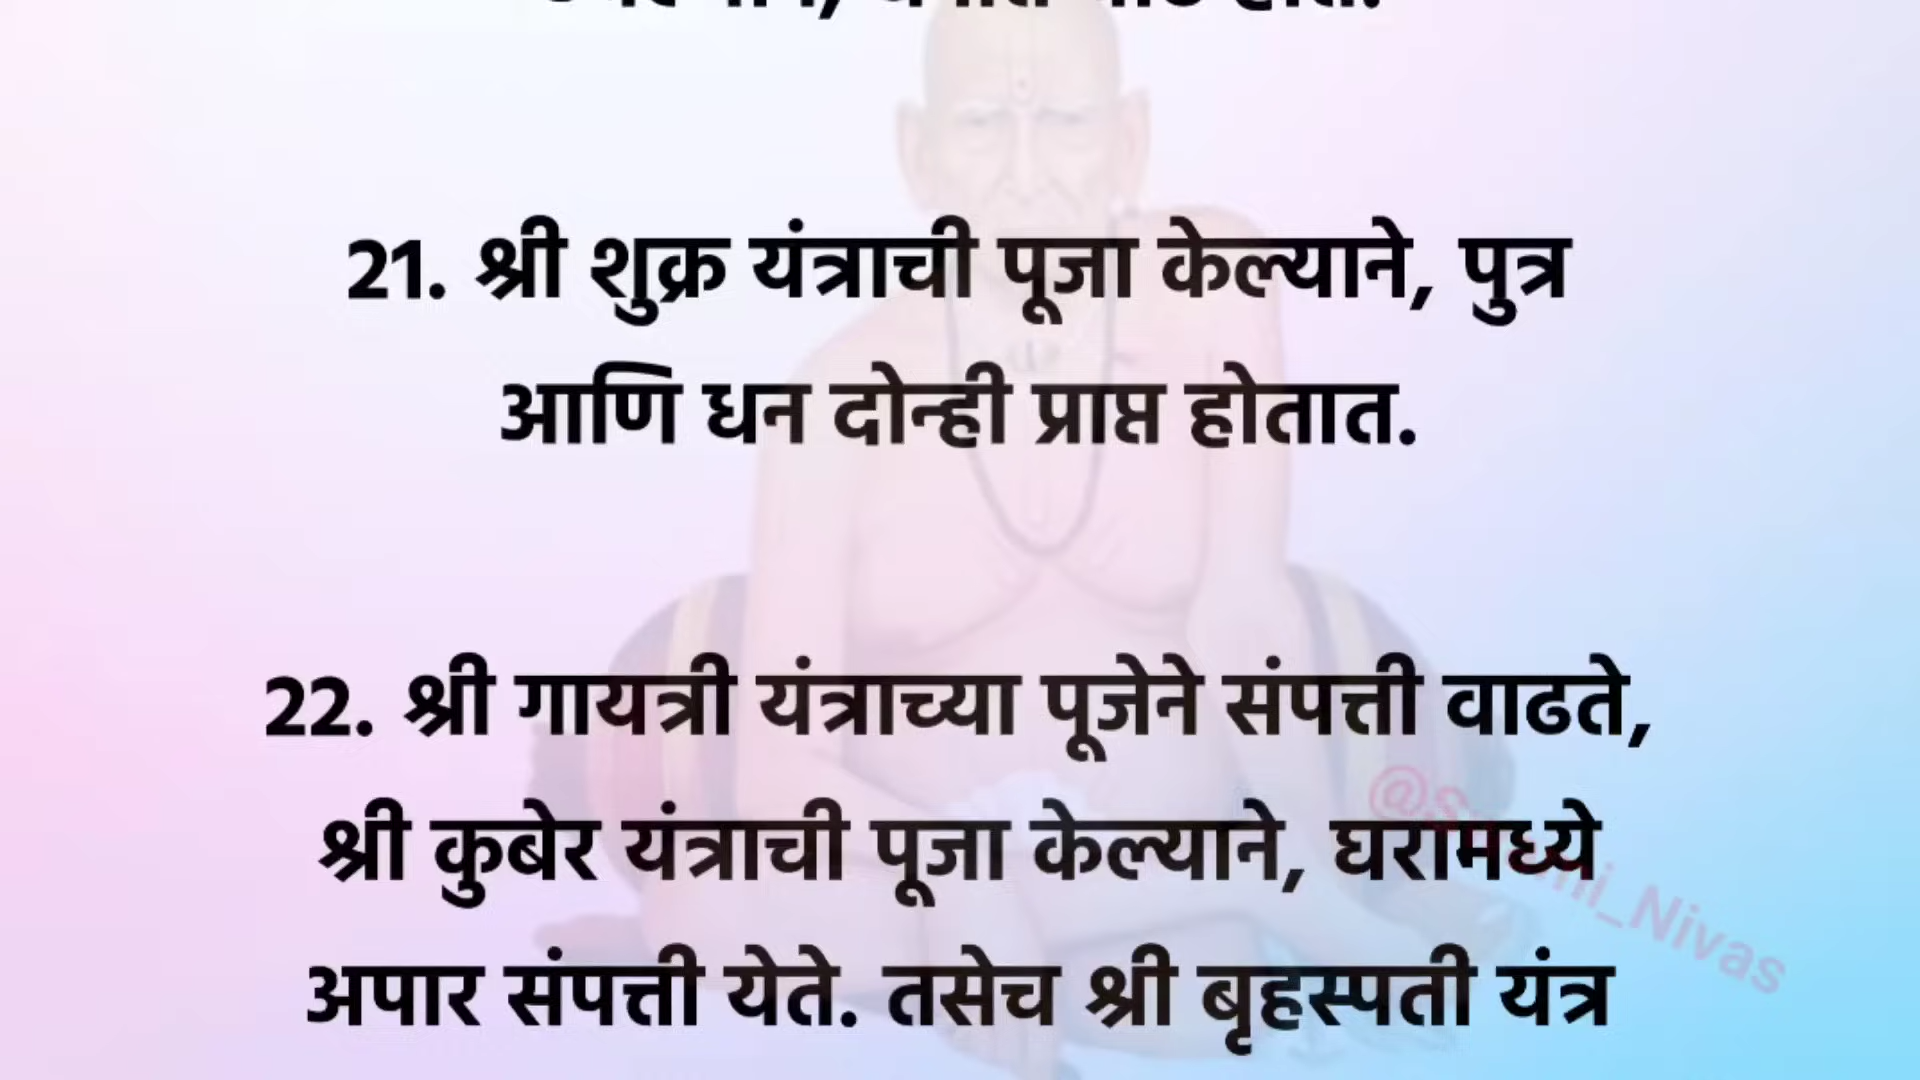 21. श्री शुक्र यंत्राची पूजा केल्याने, पुत्र
आणि धन दोन्ही प्राप्त होतात.
22. श्री गायत्री यंत्राच्या पूजेने संपत्ती वाढते,
श्री कुबेर यंत्राची पूजा केल्याने, घरामध्ये
अपार संपत्ती येते. तसेच श्री बृहस्पती यंत्र